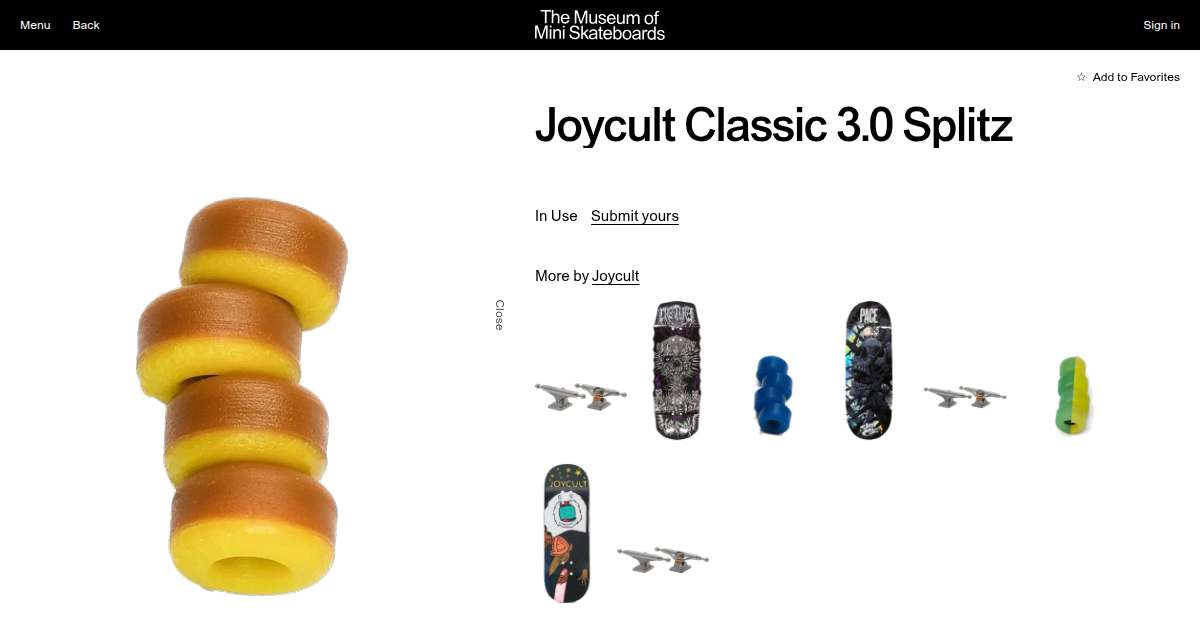 Menu
Back
The Museum of
Mini Skateboards
Sign in
☆ Add to Favorites
Joycult Classic 3.0 Splitz
In Use Submit yours
More by Joycult
Close
PACE
JOYCULT